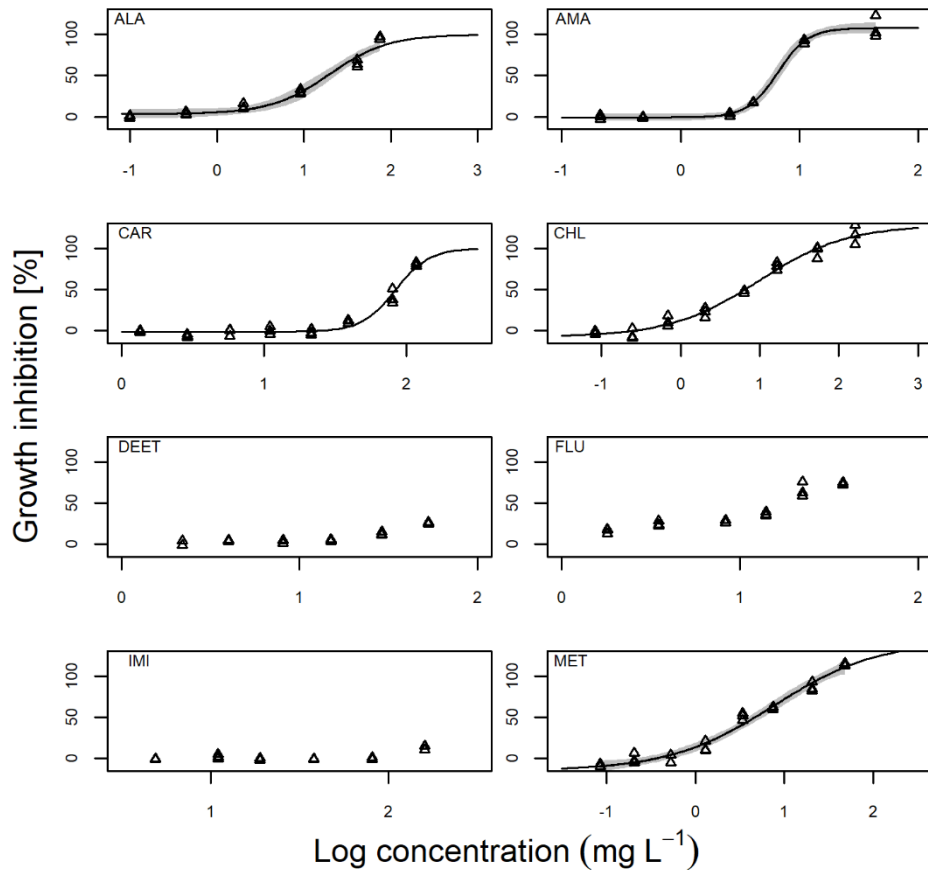 ALA
0 50 100
-1 0 1 2 3
AMA
0 50 100
-1 0 1 2
CAR
0 50 100
0 1 2
CHL
0 50 100
-1 0 1 2 3
DEET
0 50 100
0 1 2
FLU
0 50 100
0 1 2
IMI
0 50 100
1 2
MET
0 50 100
-1 0 1 2
Growth inhibition [%]
Log concentration (mg L⁻¹)